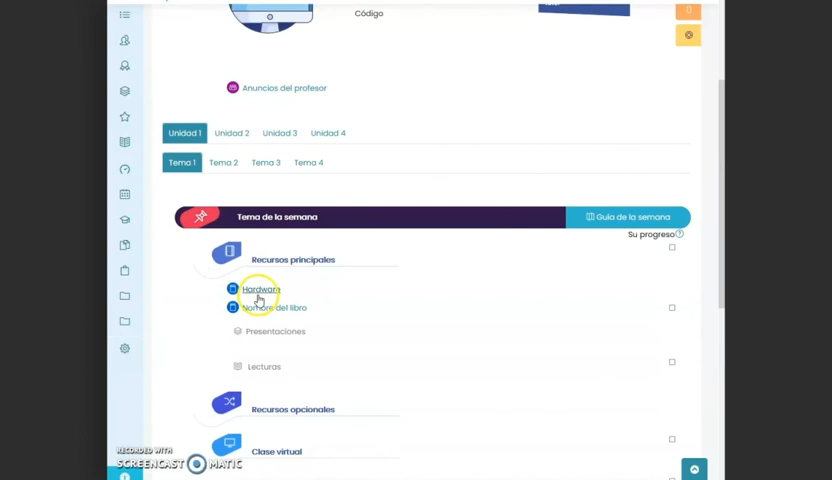 Código
Anuncios del profesor
Unidad 1 Unidad 2 Unidad 3 Unidad 4
Tema 1 Tema 2 Tema 3 Tema 4
Tema de la semana Guia de la semana
Su progreso
Recursos principales
Hardware
Nombre del libro
Presentaciones
Lecturas
Recursos opcionales
Clase virtual
RECORDED WITH
SCREENCAST MATIC